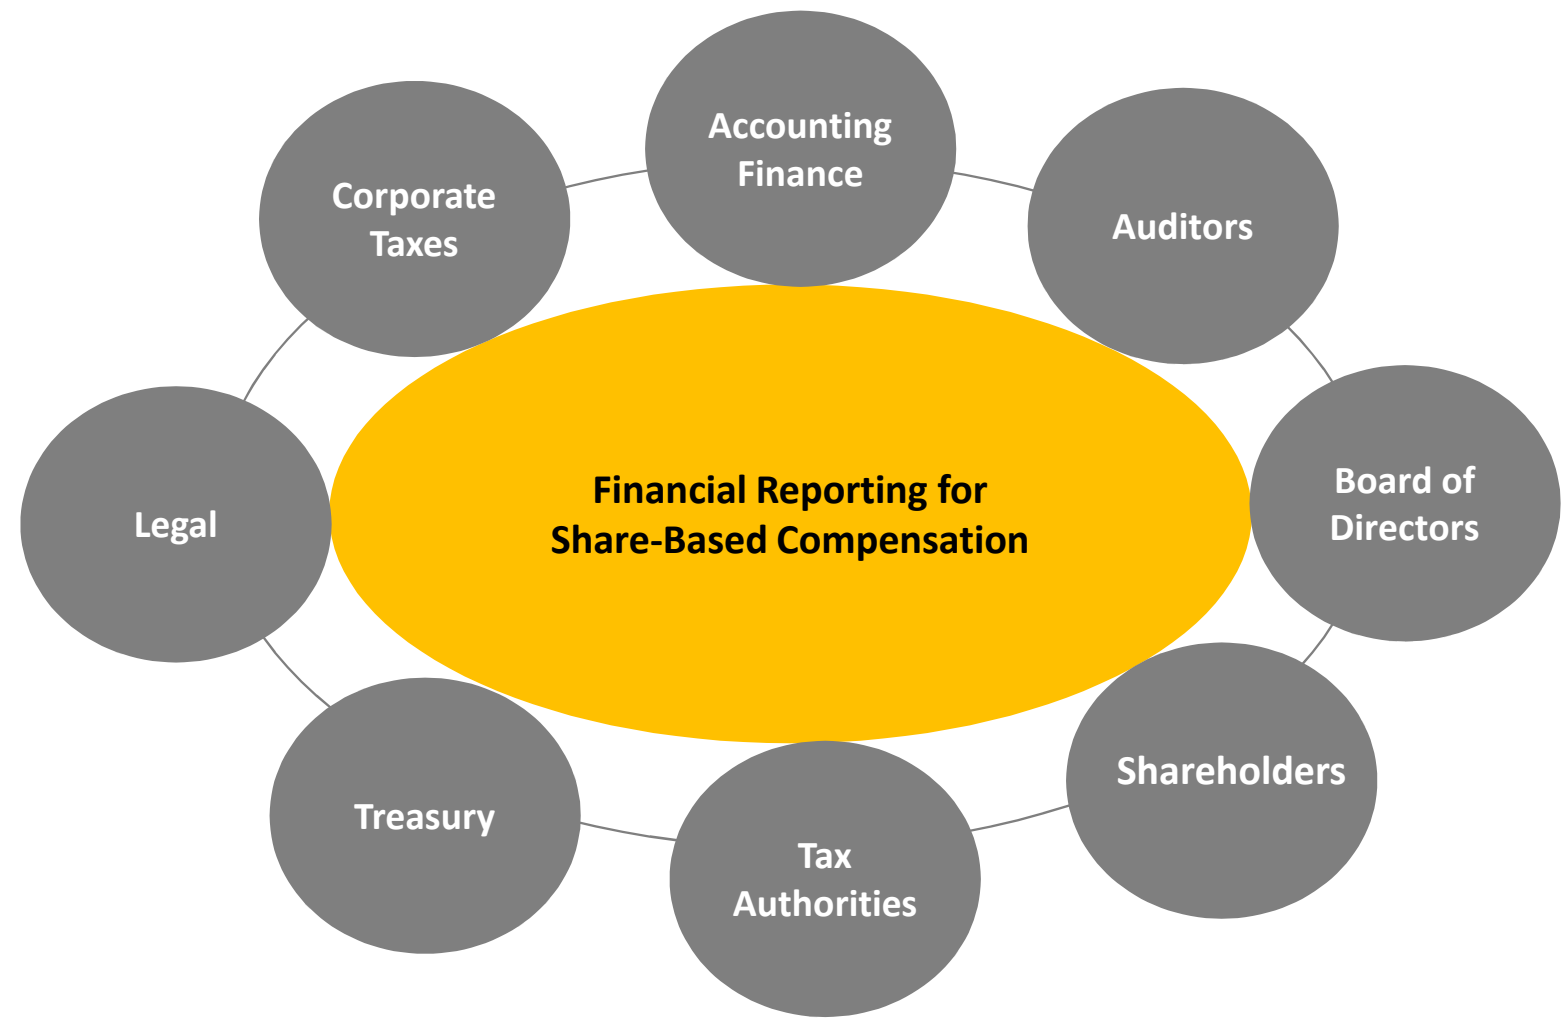 Accounting
Finance
Corporate
Taxes
Auditors
Financial Reporting for
Share-Based Compensation
Board of
Directors
Legal
Shareholders
Treasury
Tax
Authorities